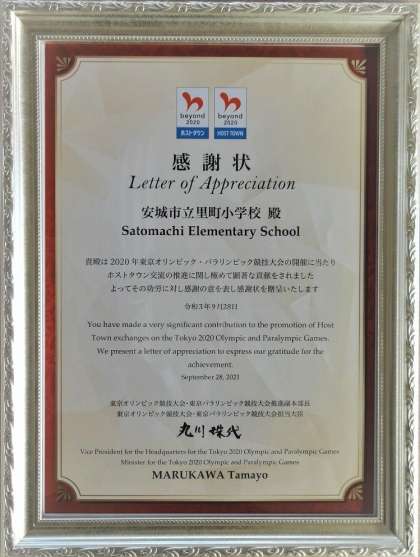 beyond 2020 ホストタウン
beyond 2020 HOST TOWN
感謝状
Letter of Appreciation
安城市立里町小学校 殿
Satomachi Elementary School
貴殿は2020年東京オリンピック・パラリンピック競技大会の開催に当たり
ホストタウン交流の推進に関し極めて顕著な貢献をされました
よってその功労に対し感謝の意を表し感謝状を贈呈いたします
令和3年9月28日
You have made a very significant contribution to the promotion of Host
Town exchanges on the Tokyo 2020 Olympic and Paralympic Games.
We present a letter of appreciation to express our gratitude for the
achievement.
September 28, 2021
東京オリンピック競技大会・東京パラリンピック競技大会推進副本部長
東京オリンピック競技大会・東京パラリンピック競技大会担当大臣
丸川珠代
Vice President for the Headquarters for the Tokyo 2020 Olympic and Paralympic Games
Minister for the Tokyo 2020 Olympic and Paralympic Games
MARUKAWA Tamayo